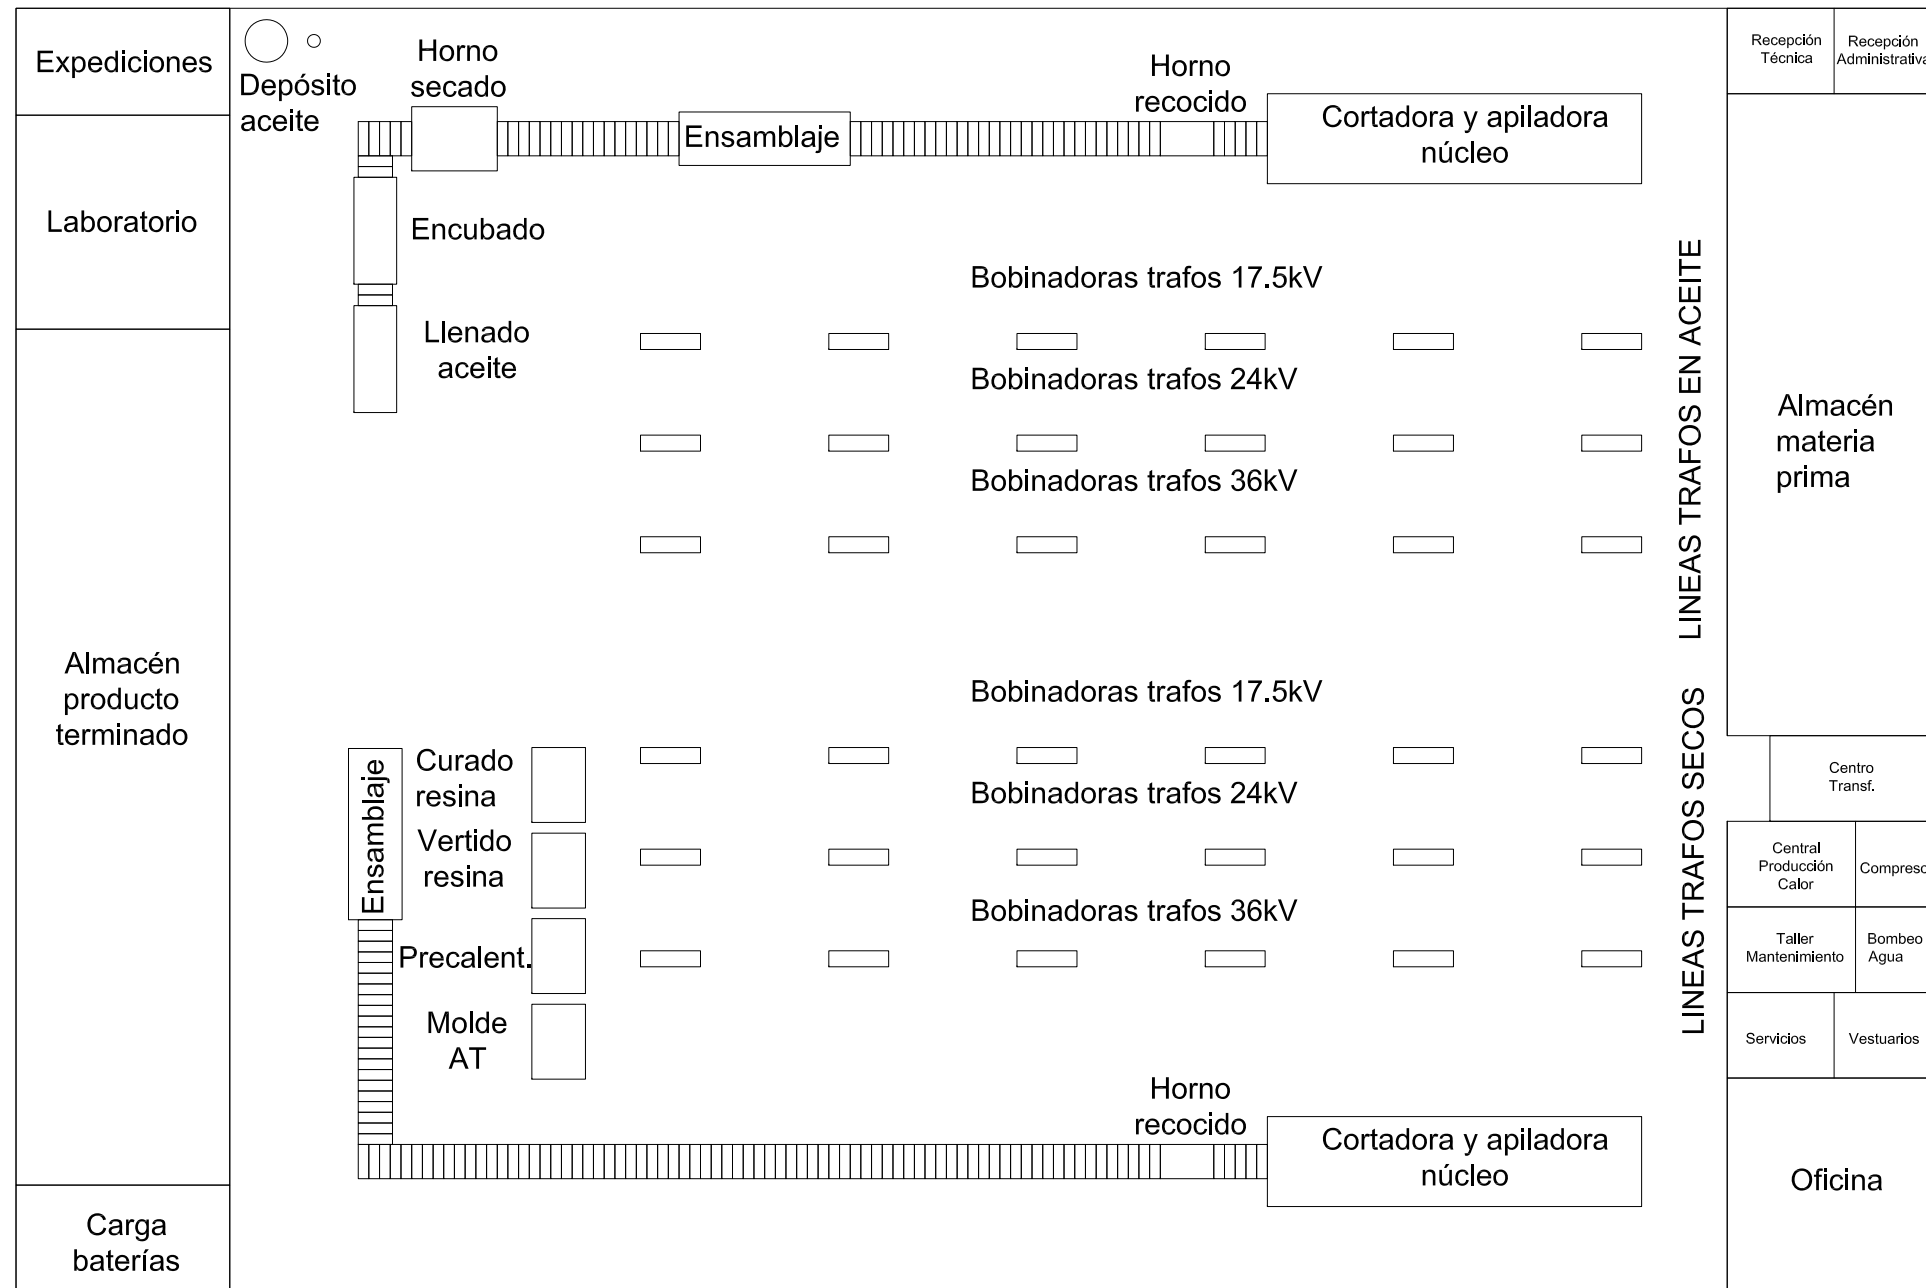 Expediciones
Depósito
aceite
Horno
secado
Ensamblaje
Horno
recocido
Cortadora y apiladora
núcleo
Recepción
Técnica
Recepción
Administrativa
Laboratorio
Encubado
Llenado
aceite
Bobinadoras trafos 17.5kV
Bobinadoras trafos 24kV
Bobinadoras trafos 36kV
LINEAS TRAFOS EN ACEITE
Almacén
materia
prima
Almacén
producto
terminado
Ensamblaje
Curado
resina
Vertido
resina
Precalent.
Molde
AT
Bobinadoras trafos 17.5kV
Bobinadoras trafos 24kV
Bobinadoras trafos 36kV
LINEAS TRAFOS SECOS
Centro
Transf.
Central
Producción
Calor
Compreso
Taller
Mantenimiento
Bombeo
Agua
Servicios
Vestuarios
Horno
recocido
Cortadora y apiladora
núcleo
Oficina
Carga
baterías